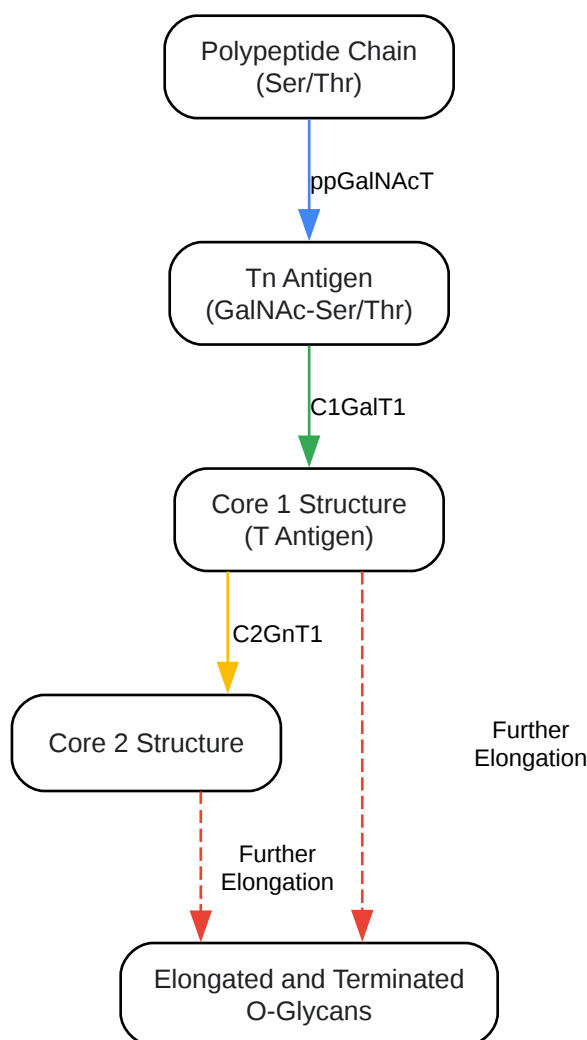 Polypeptide Chain
(Ser/Thr)
ppGalNAcT
Tn Antigen
(GalNAc-Ser/Thr)
C1GalT1
Core 1 Structure
(T Antigen)
C2GnT1
Core 2 Structure
Further
Elongation
Further
Elongation
Elongated and Terminated
O-Glycans